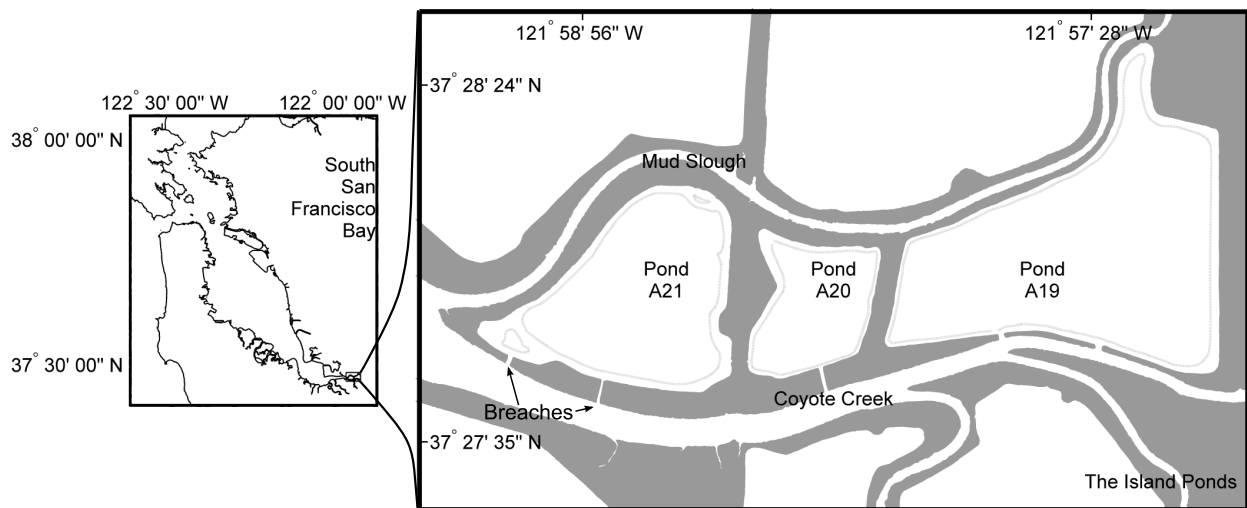 122° 30' 00" W
122° 00' 00" W
38° 00' 00" N
South
San
Francisco
Bay
37° 30' 00" N
121° 58' 56" W
121° 57' 28" W
37° 28' 24" N
Mud Slough
Pond
A21
Pond
A20
Pond
A19
Breaches
Coyote Creek
37° 27' 35" N
The Island Ponds